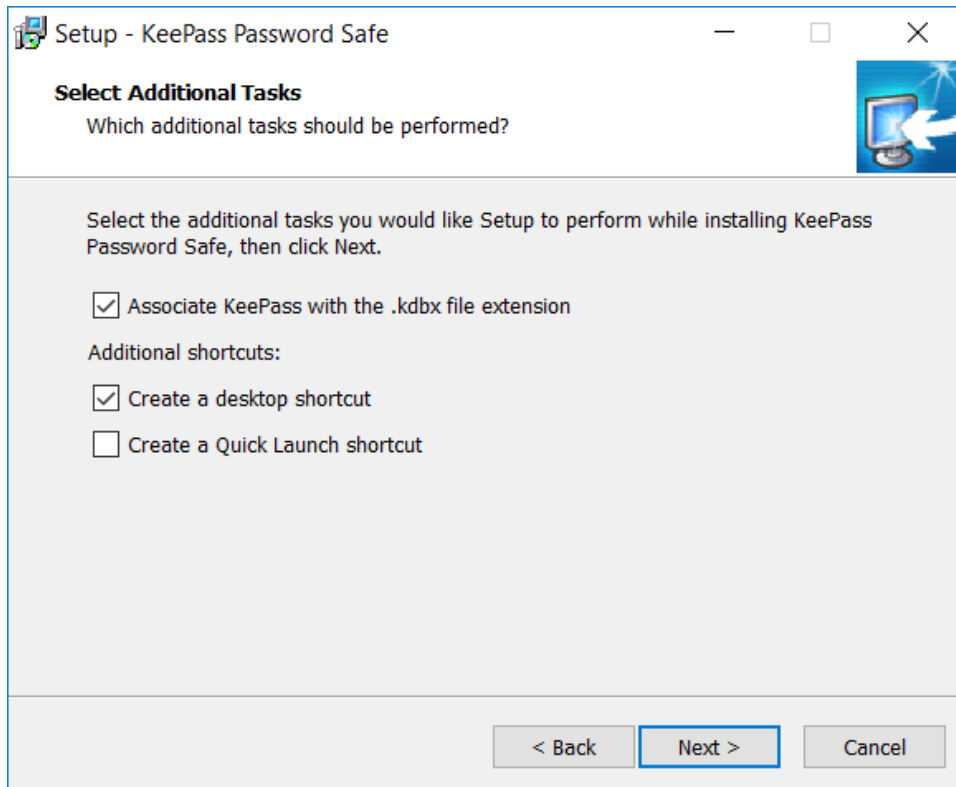 Setup - KeePass Password Safe
Select Additional Tasks
Which additional tasks should be performed?
Select the additional tasks you would like Setup to perform while installing KeePass
Password Safe, then click Next.
Associate KeePass with the .kdbx file extension
Additional shortcuts:
Create a desktop shortcut
Create a Quick Launch shortcut
< Back Next > Cancel